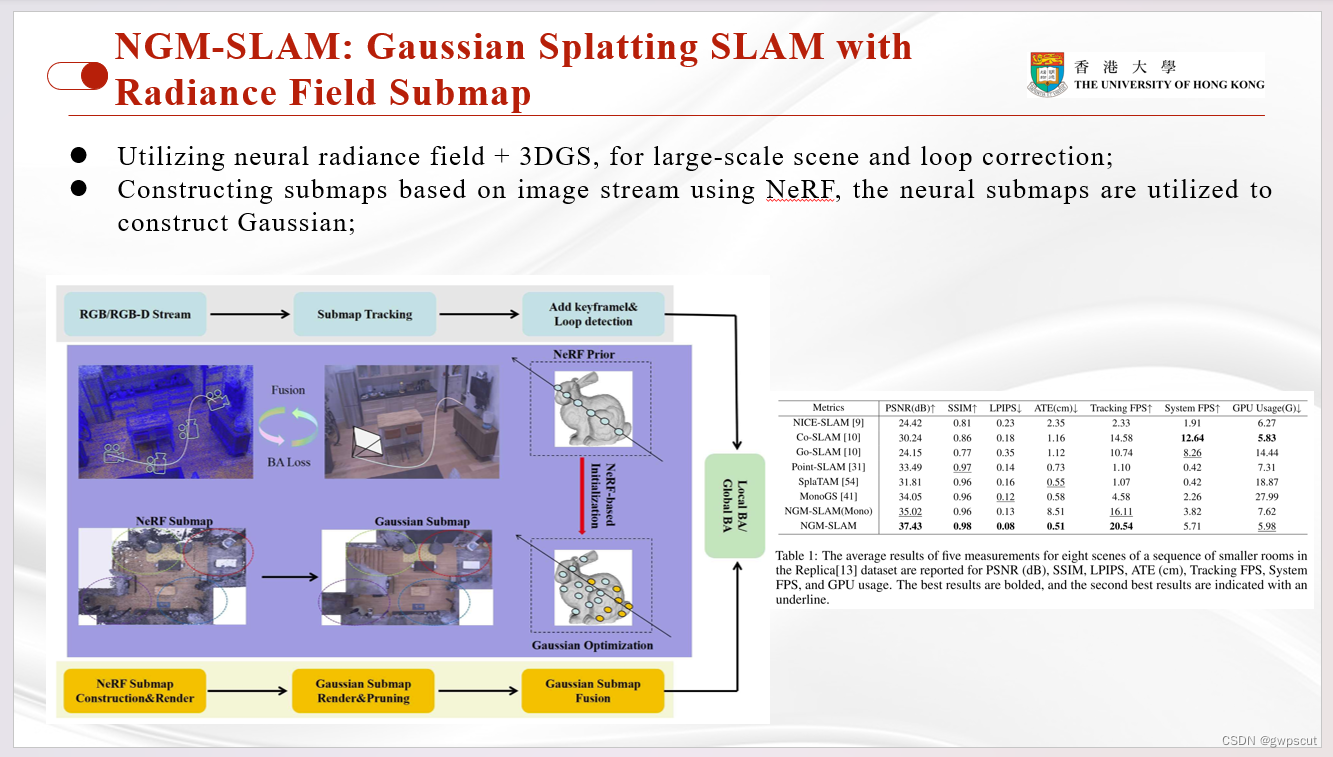 NGM-SLAM: Gaussian Splatting SLAM with
Radiance Field Submap
香 港 大 學
THE UNIVERSITY OF HONG KONG
● Utilizing neural radiance field + 3DGS, for large-scale scene and loop correction;
● Constructing submaps based on image stream using NeRF, the neural submaps are utilized to
construct Gaussian;
RGB/RGB-D Stream
Submap Tracking
Add keyframel&
Loop detection
Fusion
BA Loss
NeRF Prior
NeRF-based
Initialization
NeRF Submap
Gaussian Submap
Gaussian Optimization
Local BA/
Global BA
NeRF Submap
Construction&Render
Gaussian Submap
Render&Pruning
Gaussian Submap
Fusion
Metrics PSNR(dB)↑ SSIM↑ LPIPS↓ ATE(cm)↓ Tracking FPS↑ System FPS↑ GPU Usage(G)↓
NICE-SLAM [9] 24.42 0.81 0.23 2.35 2.33 1.91 6.27
Co-SLAM [10] 30.24 0.86 0.18 1.16 14.58 12.64 5.83
Go-SLAM [10] 24.15 0.77 0.35 1.12 10.74 8.26 14.44
Point-SLAM [31] 33.49 0.97 0.14 0.73 1.10 0.42 7.31
SplaTAM [54] 31.81 0.96 0.16 0.55 1.07 0.42 18.87
MonoGS [41] 34.05 0.96 0.12 0.58 4.58 2.26 27.99
NGM-SLAM(Mono) 35.02 0.96 0.13 8.51 16.11 3.82 7.62
NGM-SLAM 37.43 0.98 0.08 0.51 20.54 5.71 5.98
Table 1: The average results of five measurements for eight scenes of a sequence of smaller rooms in
the Replica[13] dataset are reported for PSNR (dB), SSIM, LPIPS, ATE (cm), Tracking FPS, System
FPS, and GPU usage. The best results are bolded, and the second best results are indicated with an
underline.
CSDN @gwpscut